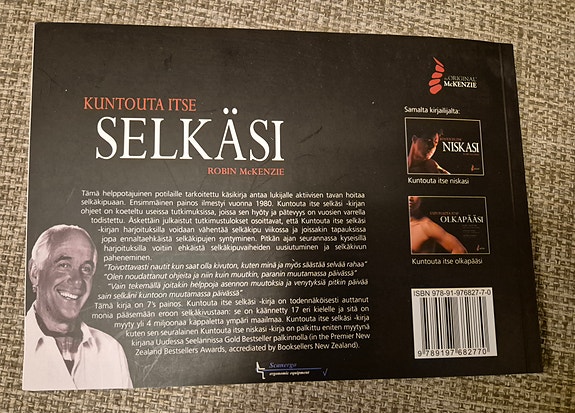 KUNTOUTA ITSE
SELKÄSI
ROBIN McKENZIE
Tämä helppotajuinen potilaille tarkoitettu käsikirja antaa lukijalle aktiivisen tavan hoitaa
selkäkipuaan. Ensimmäinen painos ilmestyi vuonna 1980. Kuntouta itse selkäsi -kirjan
ohjeet on koeteltu useissa tutkimuksissa, joissa sen hyöty ja pätevyys on vuosien varrella
todistettu. Äskettäin julkaistut tutkimustulokset osoittavat, että Kuntouta itse selkäsi
-kirjan harjoituksilla voidaan vähentää selkäkipu viikossa ja joissakin tapauksissa
jopa ennaltaehkäistä selkäkipujen syntyminen. Pitkän ajan seurannassa kyseisillä
harjoituksilla voitiin ehkäistä selkäkipuvaiheiden uusiutuminen ja selkäkivun
paheneminen.
"Toivottavasti nautit kun saat olla kivuton, kuten minä ja myös säästää selvää rahaa"
"Olen noudattanut ohjeita ja niin kuin muutkin, paranin muutamassa päivässä"
"Vain tekemällä joitakin helppoja asennon muutoksia ja venytyksiä pitkin päivää
sain selkäni kuntoon muutamassa päivässä"
Tämä kirja on 7's painos. Kuntouta itse selkäsi -kirja on todennäköisesti auttanut
monia pääsemään eroon selkäkivustaan: se on käännetty 17 eri kielelle ja sitä on
myyty yli 4 miljoonaa kappaletta ympäri maailmaa. Kuntouta itse selkäsi -kirja
kuten sen seuralainen Kuntouta itse niskasi -kirja on palkittu eniten myytynä
kirjana Uudessa Seelannissa Gold Bestseller palkinnolla (in the Premier New
Zealand Bestsellers Awards, accrediated by Booksellers New Zealand).
Scanergo
ergonomic equipment
ORIGINAL
McKENZIE
Samalta kirjailijalta:
NISKASI
Kuntouta itse niskasi
OLKAPÄÄSI
Kuntouta itse olkapääsi
ISBN 978-91-976827-7-0
9789197682770